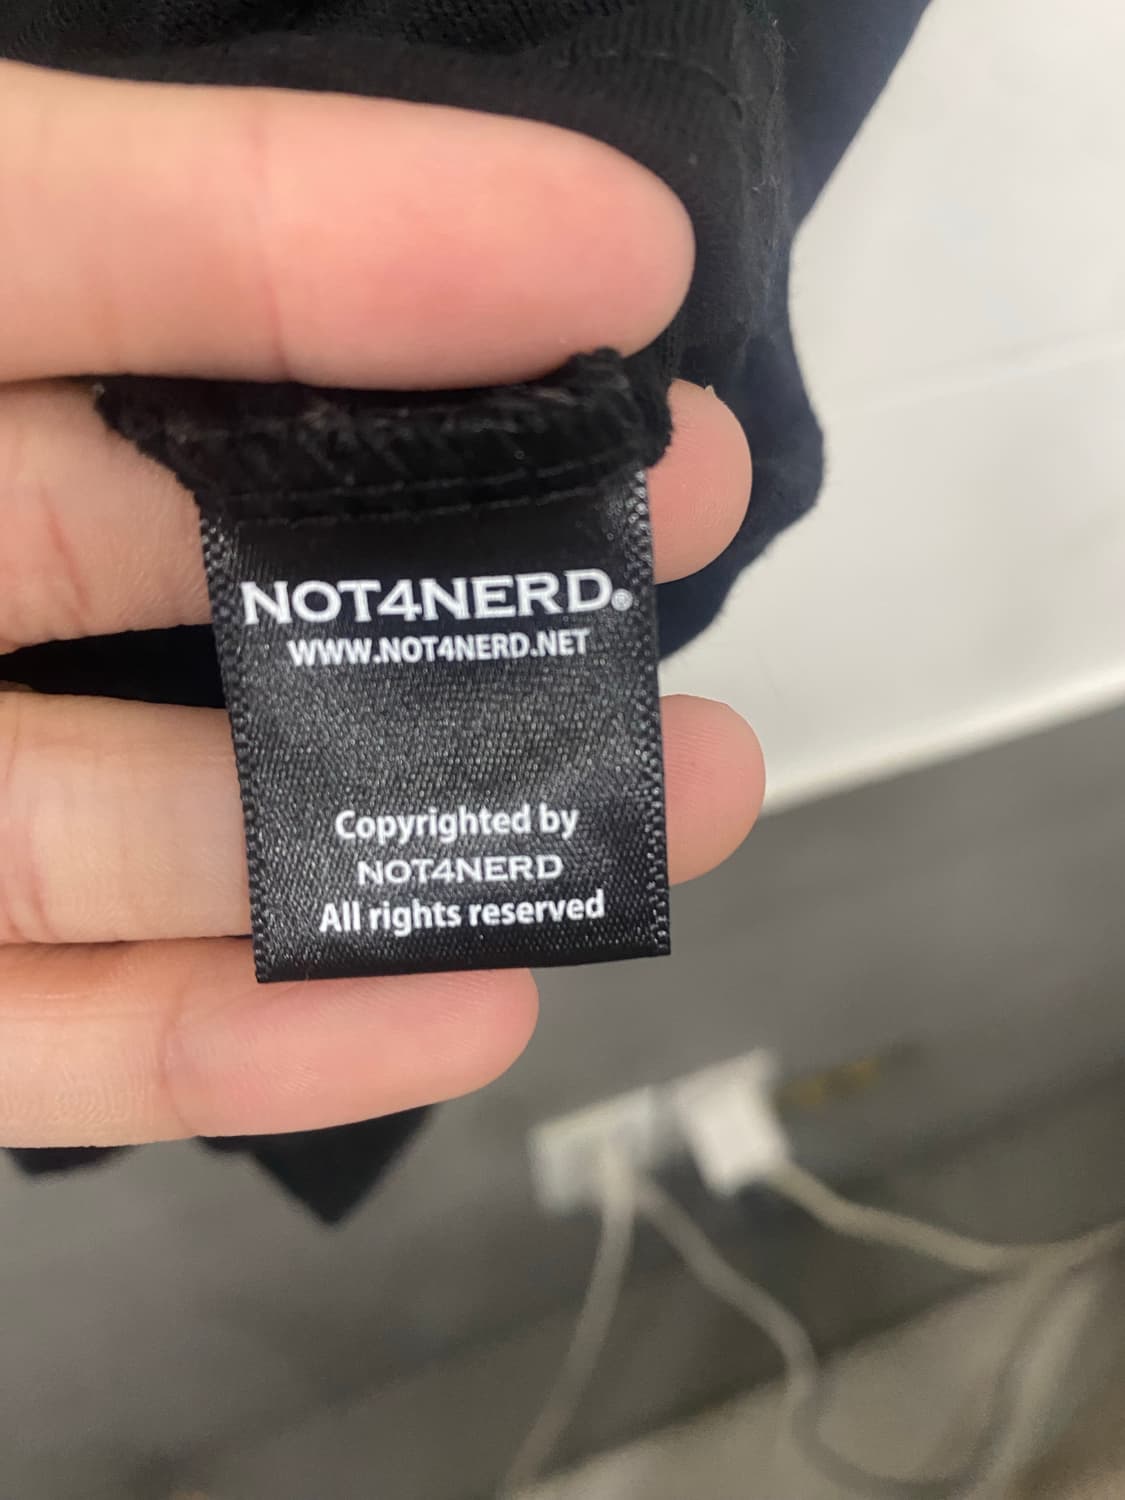 NOT4NERD®
WWW.NOT4NERD.NET
Copyrighted by
NOT4NERD
All rights reserved